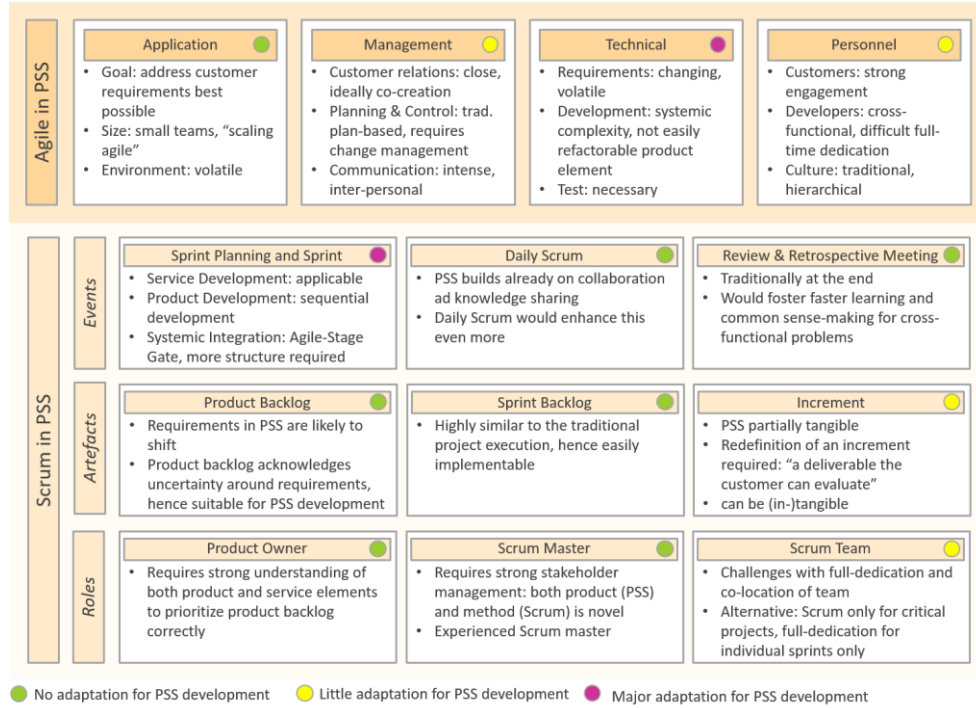 Agile in PSS
Application
• Goal: address customer
requirements best
possible
• Size: small teams, “scaling
agile”
• Environment: volatile
Management
• Customer relations: close,
ideally co-creation
• Planning & Control: trad.
plan-based, requires
change management
• Communication: intense,
inter-personal
Technical
• Requirements: changing,
volatile
• Development: systemic
complexity, not easily
refactorable product
element
• Test: necessary
Personnel
• Customers: strong
engagement
• Developers: cross-
functional, difficult full-
time dedication
• Culture: traditional,
hierarchical
Scrum in PSS
Events
Sprint Planning and Sprint
• Service Development: applicable
• Product Development: sequential
development
• Systemic Integration: Agile-Stage
Gate, more structure required
Daily Scrum
• PSS builds already on collaboration
ad knowledge sharing
• Daily Scrum would enhance this
even more
Review & Retrospective Meeting
• Traditionally at the end
• Would foster faster learning and
common sense-making for cross-
functional problems
Artefacts
Product Backlog
• Requirements in PSS are likely to
shift
• Product backlog acknowledges
uncertainty around requirements,
hence suitable for PSS development
Sprint Backlog
• Highly similar to the traditional
project execution, hence easily
implementable
Increment
• PSS partially tangible
• Redefinition of an increment
required: “a deliverable the
customer can evaluate”
• can be (in-)tangible
Roles
Product Owner
• Requires strong understanding of
both product and service elements
to prioritize product backlog
correctly
Scrum Master
• Requires strong stakeholder
management: both product (PSS)
and method (Scrum) is novel
• Experienced Scrum master
Scrum Team
• Challenges with full-dedication and
co-location of team
• Alternative: Scrum only for critical
projects, full-dedication for
individual sprints only
No adaptation for PSS development
Little adaptation for PSS development
Major adaptation for PSS development